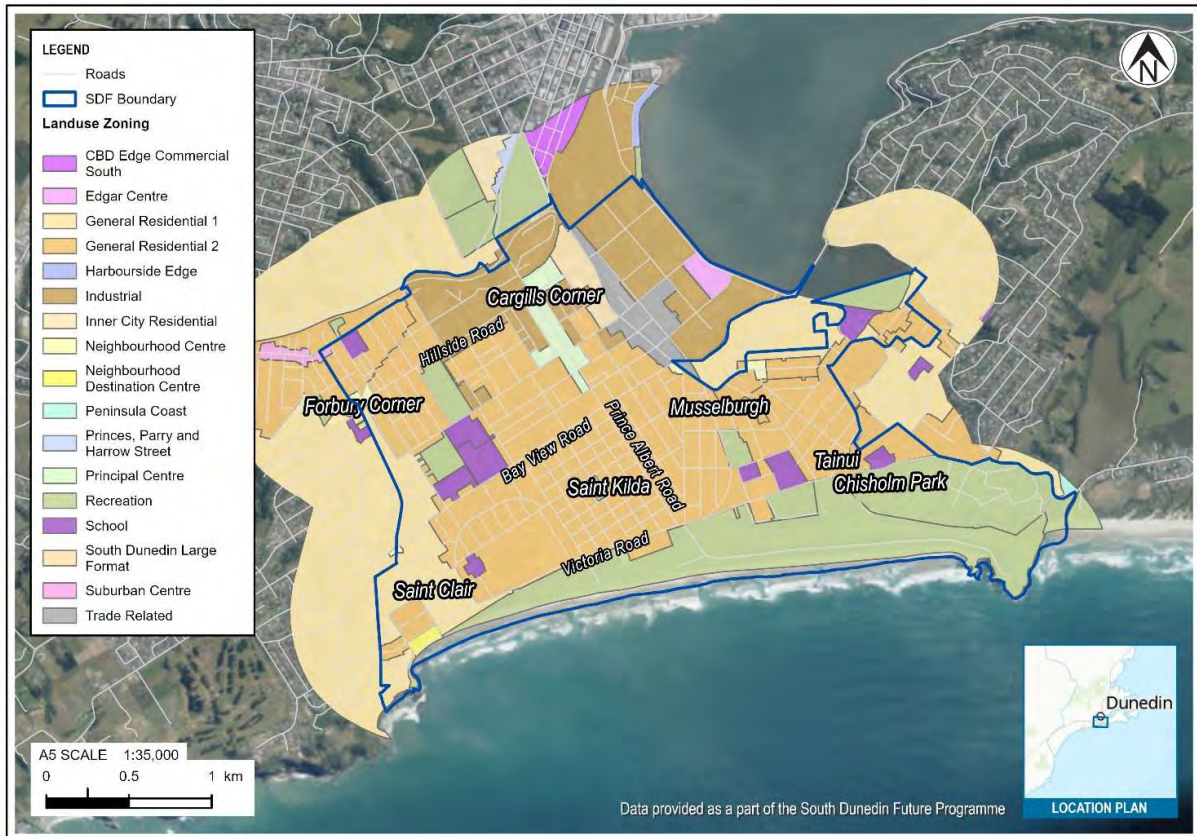 LEGEND
Roads
SDF Boundary
Landuse Zoning
CBD Edge Commercial
South
Edgar Centre
General Residential 1
General Residential 2
Harbourside Edge
Industrial
Inner City Residential
Neighbourhood Centre
Neighbourhood
Destination Centre
Peninsula Coast
Princes, Parry and
Harrow Street
Principal Centre
Recreation
School
South Dunedin Large
Format
Suburban Centre
Trade Related
A5 SCALE 1:35,000
0 0.5 1 km
N
Cargills Corner
Hillside Road
Forbury Corner
Musselburgh
Prince Albert Road
Bay View Road
Tainui
Saint Kilda
Chisholm Park
Victoria Road
Saint Clair
Dunedin
LOCATION PLAN
Data provided as a part of the South Dunedin Future Programme